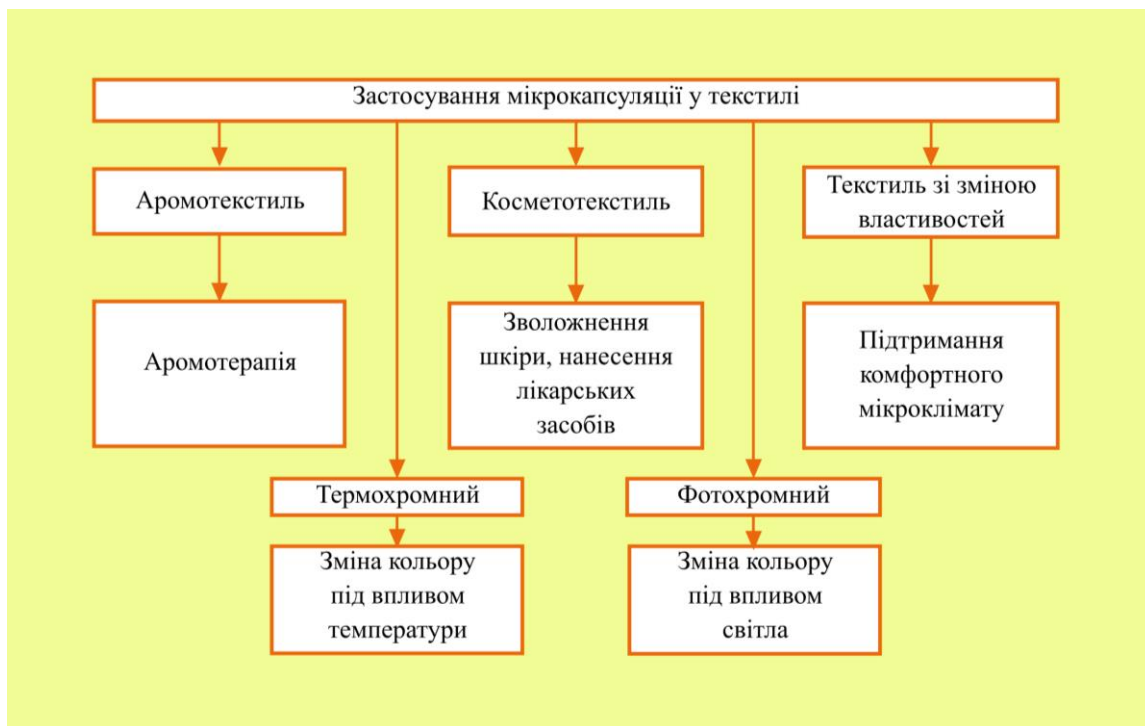 Застосування мікрокапсуляції у текстилі
Аромотекстиль
Косметотекстиль
Текстиль зі зміною
властивостей
Аромотерапія
Зволожнення
шкіри, нанесення
лікарських
засобів
Підтримання
комфортного
мікроклімату
Термохромний
Фотохромний
Зміна кольору
під впливом
температури
Зміна кольору
під впливом
світла